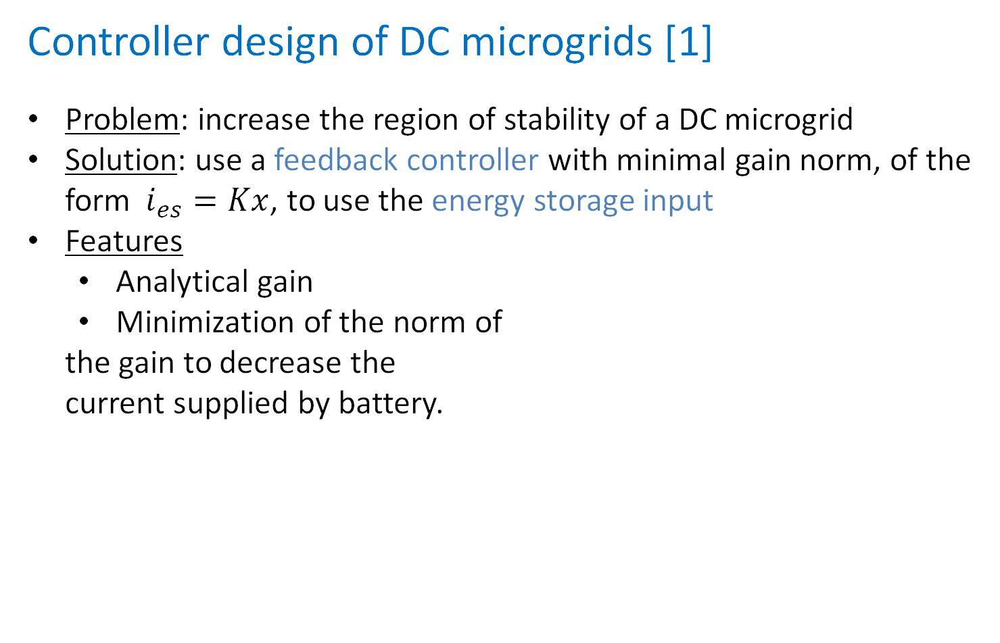 Controller design of DC microgrids [1]
• Problem: increase the region of stability of a DC microgrid
• Solution: use a feedback controller with minimal gain norm, of the
form i_es = Kx, to use the energy storage input
• Features
• Analytical gain
• Minimization of the norm of
the gain to decrease the
current supplied by battery.